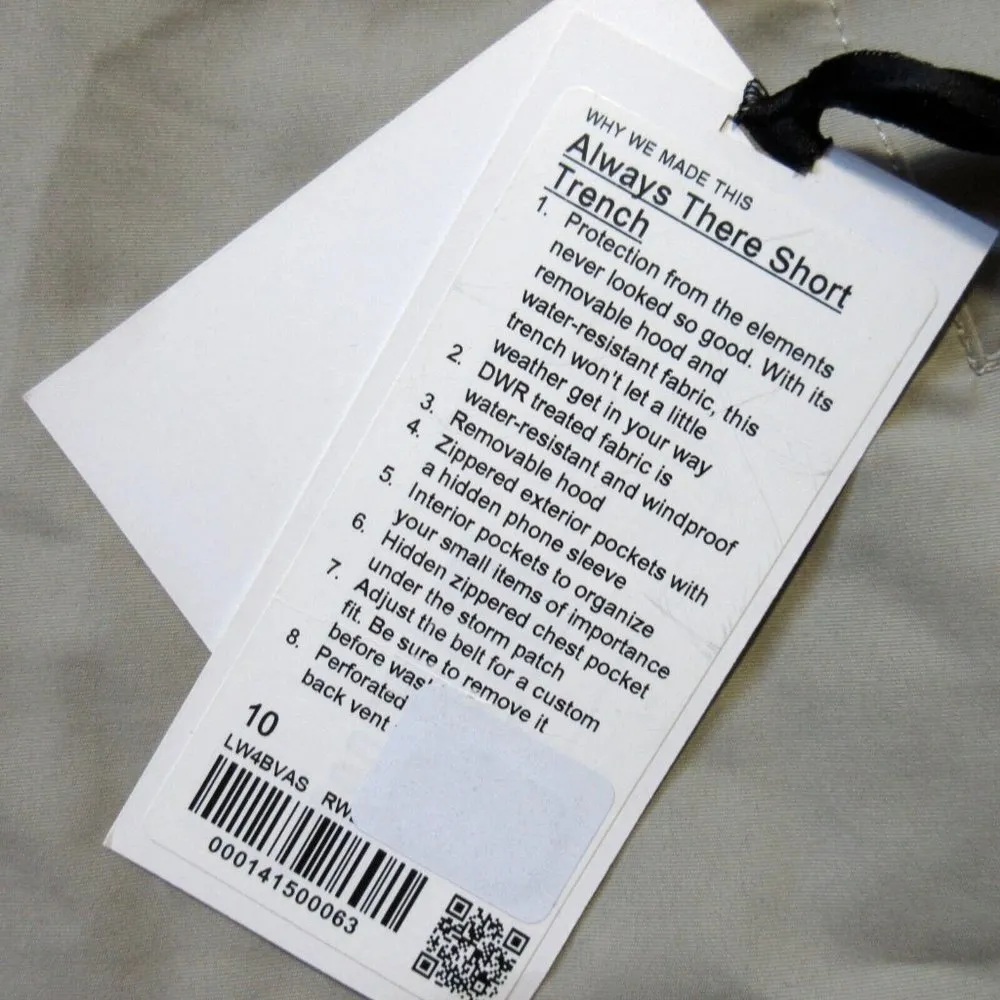 WHY WE MADE THIS
Always There Short
Trench
1. Protection from the elements
never looked so good. With its
removable hood and
water-resistant fabric, this
trench won't let a little
weather get in your way
2. DWR treated fabric is
water-resistant and windproof
3. Removable hood
4. Zippered exterior pockets with
a hidden phone sleeve
5. Interior pockets to organize
your small items of importance
6. Hidden zippered chest pocket
under the storm patch
7. Adjust the belt for a custom
fit. Be sure to remove it
before
8. Perforated
back vent
10
LW4BVAS
000141500063